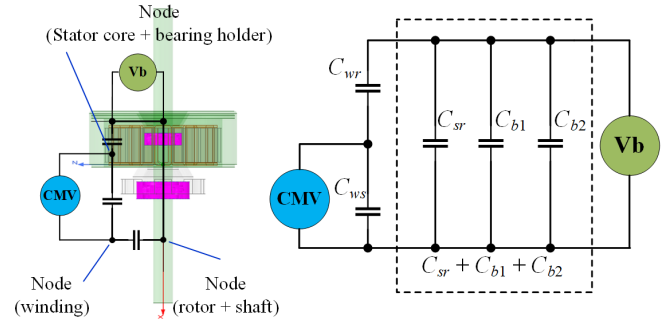 Node
(Stator core + bearing holder)
Vb
CMV
Node
(winding)
Node
(rotor + shaft)
z
x
C_wr
C_ws
CMV
C_sr
C_b1
C_b2
Vb
C_sr + C_b1 + C_b2